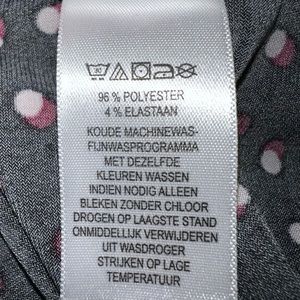 96 % POLYESTER
4 % ELASTAAN
KOUDE MACHINEWAS-
FIJNWASPROGRAMMA
MET DEZELFDE
KLEUREN WASSEN
INDIEN NODIG ALLEEN
BLEKEN ZONDER CHLOOR
DROGEN OP LAAGSTE STAND
ONMIDDELIJK VERWIJDEREN
UIT WASDROGER
STRIJKEN OP LAGE
TEMPERATUUR